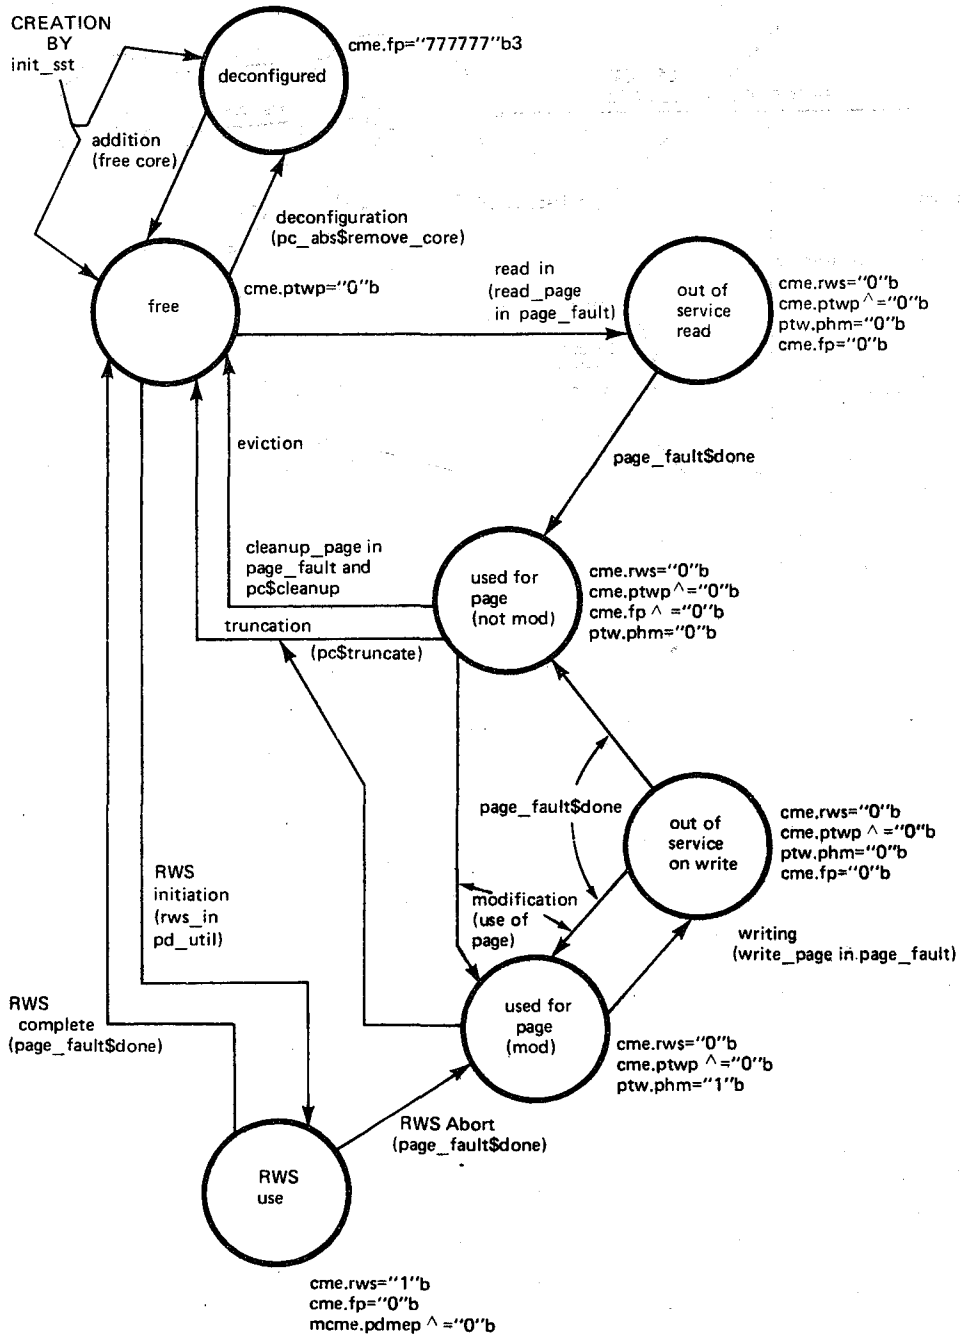 CREATION
BY
init_sst
deconfigured
cme.fp="777777"b3
addition
(free core)
deconfiguration
(pc_abs$remove_core)
free
cme.ptwp="0"b
read in
(read_page
in page_fault)
out of
service
read
cme.rws="0"b
cme.ptwp ^="0"b
ptw.phm="0"b
cme.fp="0"b
eviction
page_fault$done
cleanup_page in
page_fault and
pc$cleanup
used for
page
(not mod)
cme.rws="0"b
cme.ptwp ^="0"b
cme.fp ^ ="0"b
ptw.phm="0"b
truncation
(pc$truncate)
page_fault$done
out of
service
on write
cme.rws="0"b
cme.ptwp ^ ="0"b
ptw.phm="0"b
cme.fp="0"b
RWS
initiation
(rws_in
pd_util)
modification
(use of
page)
writing
(write_page in page_fault)
RWS
complete
(page_fault$done)
used for
page
(mod)
cme.rws="0"b
cme.ptwp ^ ="0"b
ptw.phm="1"b
RWS Abort
(page_fault$done)
RWS
use
cme.rws="1"b
cme.fp="0"b
mcme.pdmep ^ ="0"b